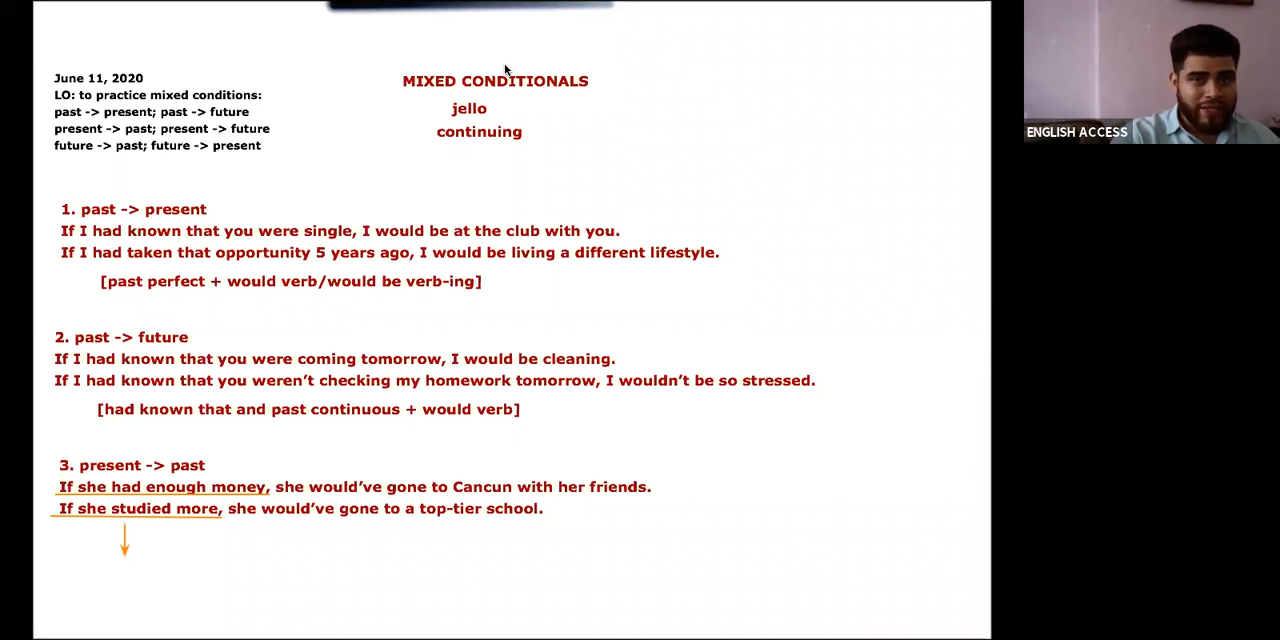 June 11, 2020
LO: to practice mixed conditions:
past -> present; past -> future
present -> past; present -> future
future -> past; future -> present
MIXED CONDITIONALS
jello
continuing
ENGLISH ACCESS
1. past -> present
If I had known that you were single, I would be at the club with you.
If I had taken that opportunity 5 years ago, I would be living a different lifestyle.
[past perfect + would verb/would be verb-ing]
2. past -> future
If I had known that you were coming tomorrow, I would be cleaning.
If I had known that you weren’t checking my homework tomorrow, I wouldn’t be so stressed.
[had known that and past continuous + would verb]
3. present -> past
If she had enough money, she would’ve gone to Cancun with her friends.
If she studied more, she would’ve gone to a top-tier school.